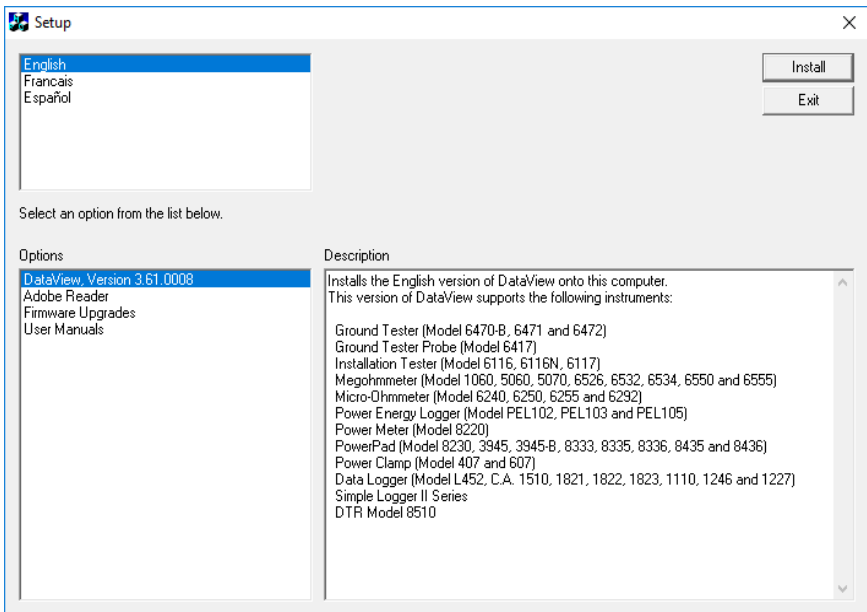 Setup
English
Francais
Español
Install
Exit
Select an option from the list below.
Options
DataView, Version 3.61.0008
Adobe Reader
Firmware Upgrades
User Manuals
Description
Installs the English version of DataView onto this computer.
This version of DataView supports the following instruments:
Ground Tester (Model 6470-B, 6471 and 6472)
Ground Tester Probe (Model 6417)
Installation Tester (Model 6116, 6116N, 6117)
Megohmmeter (Model 1060, 5060, 5070, 6526, 6532, 6534, 6550 and 6555)
Micro-Ohmmeter (Model 6240, 6250, 6255 and 6292)
Power Energy Logger (Model PEL102, PEL103 and PEL105)
Power Meter (Model 8220)
PowerPad (Model 8230, 3945, 3945-B, 8333, 8335, 8336, 8435 and 8436)
Power Clamp (Model 407 and 607)
Data Logger (Model L452, C.A. 1510, 1821, 1822, 1823, 1110, 1246 and 1227)
Simple Logger II Series
DTR Model 8510